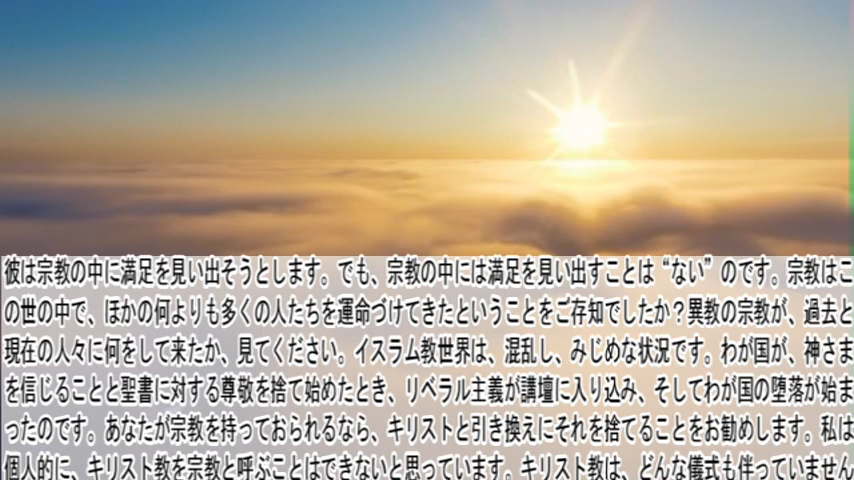 彼は宗教の中に満足を見い出そうとします。でも、宗教の中には満足を見い出すことは“ない”のです。宗教はこ
の世の中で、ほかの何よりも多くの人たちを運命づけてきたということをご存知でしたか？異教の宗教が、過去と
現在の人々に何をして来たか、見てください。イスラム教世界は、混乱し、みじめな状況です。わが国が、神さま
を信じることと聖書に対する尊敬を捨て始めたとき、リベラル主義が講壇に入り込み、そしてわが国の堕落が始ま
ったのです。あなたが宗教を持っておられるなら、キリストと引き換えにそれを捨てることをお勧めします。私は
個人的に、キリスト教を宗教と呼ぶことはできないと思っています。キリスト教は、どんな儀式も伴っていません